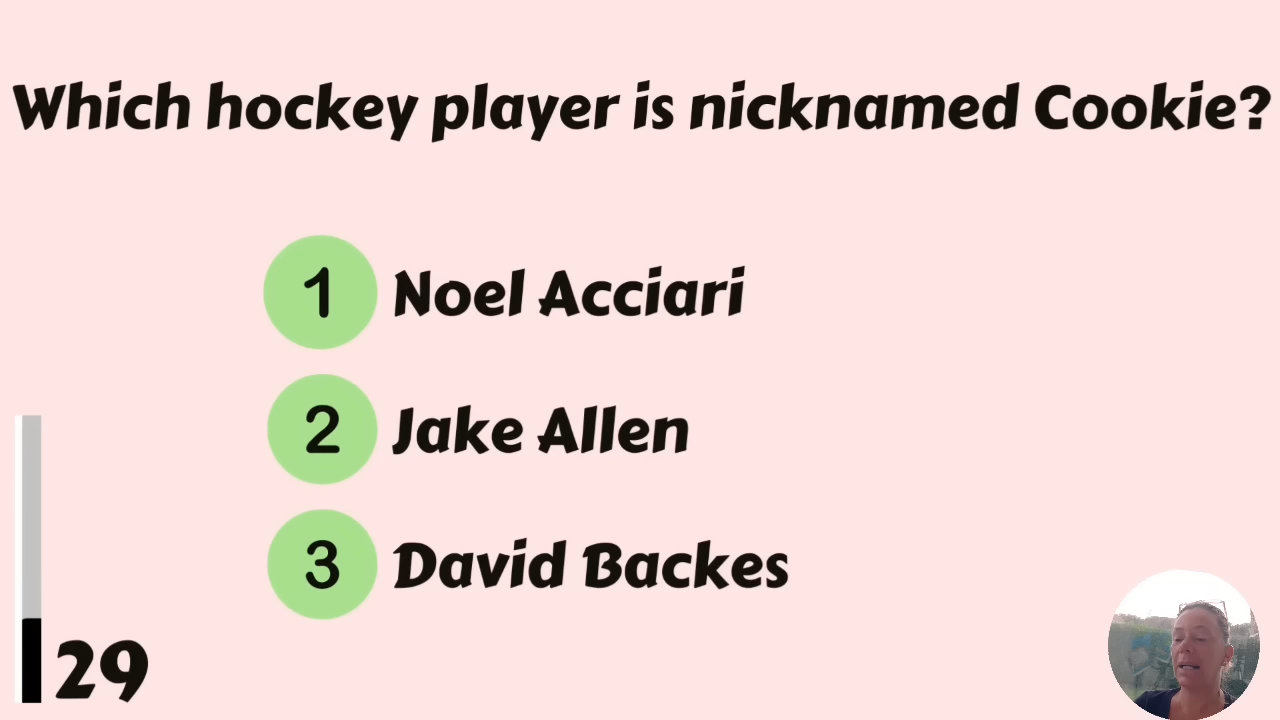 Which hockey player is nicknamed Cookie?
1 Noel Acciari
2 Jake Allen
3 David Backes
29